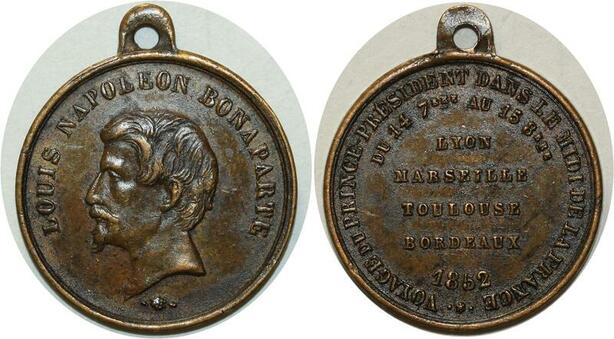 LOUIS NAPOLEON BONAPARTE
VOYAGE DU PRINCE-PRESIDENT DANS LE MIDI DE LA FRANCE
DU 14 7BRE AU 15 8BRE
LYON
MARSEILLE
TOULOUSE
BORDEAUX
1852